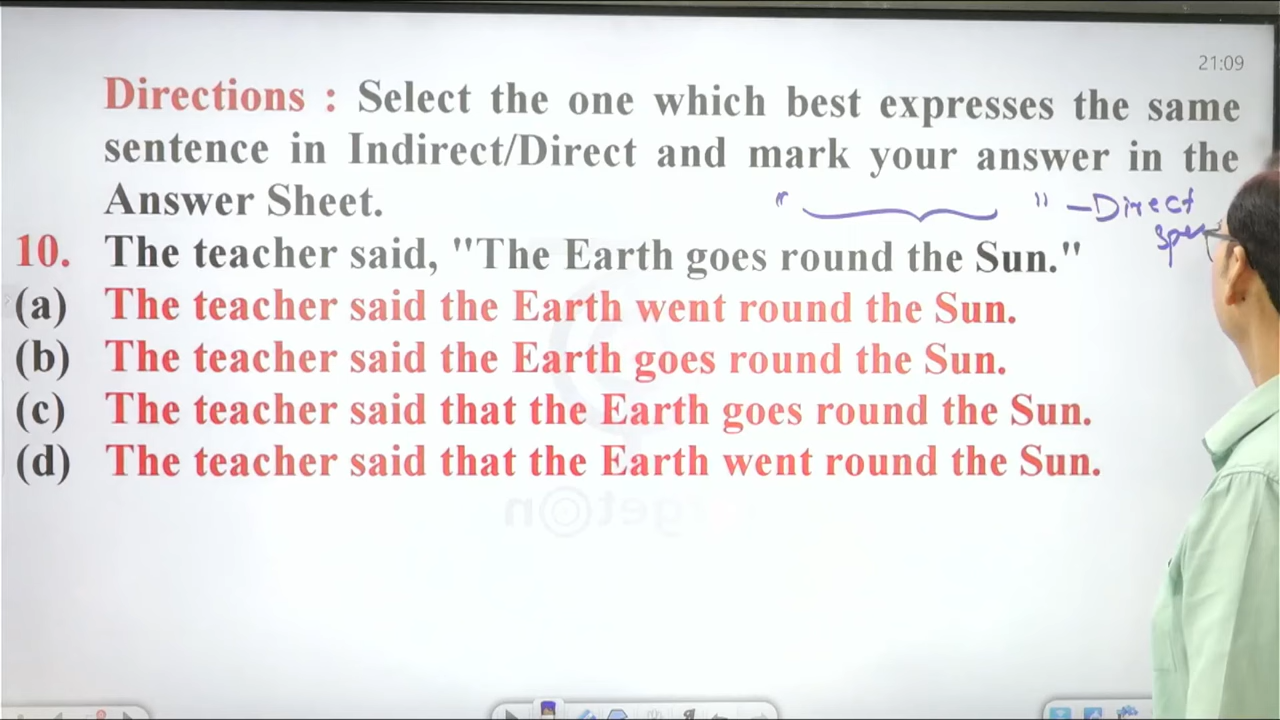 21:09
Directions : Select the one which best expresses the same
sentence in Indirect/Direct and mark your answer in the
Answer Sheet.
" " – Direct
10. The teacher said, "The Earth goes round the Sun."
(a) The teacher said the Earth went round the Sun.
(b) The teacher said the Earth goes round the Sun.
(c) The teacher said that the Earth goes round the Sun.
(d) The teacher said that the Earth went round the Sun.